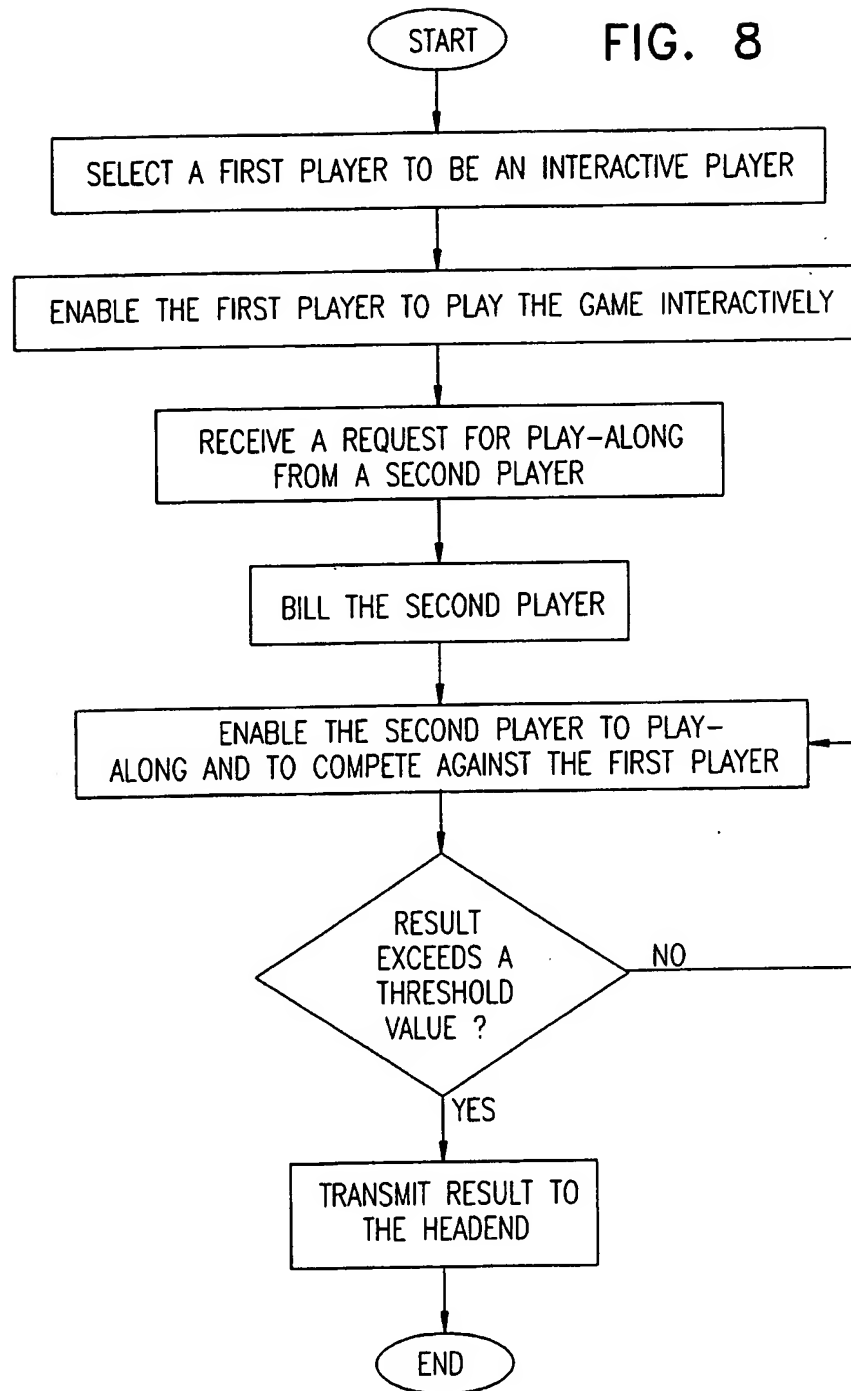 START
FIG. 8
SELECT A FIRST PLAYER TO BE AN INTERACTIVE PLAYER
ENABLE THE FIRST PLAYER TO PLAY THE GAME INTERACTIVELY
RECEIVE A REQUEST FOR PLAY-ALONG
FROM A SECOND PLAYER
BILL THE SECOND PLAYER
ENABLE THE SECOND PLAYER TO PLAY-
ALONG AND TO COMPETE AGAINST THE FIRST PLAYER
RESULT
EXCEEDS A
THRESHOLD
VALUE ?
NO
YES
TRANSMIT RESULT TO
THE HEADEND
END